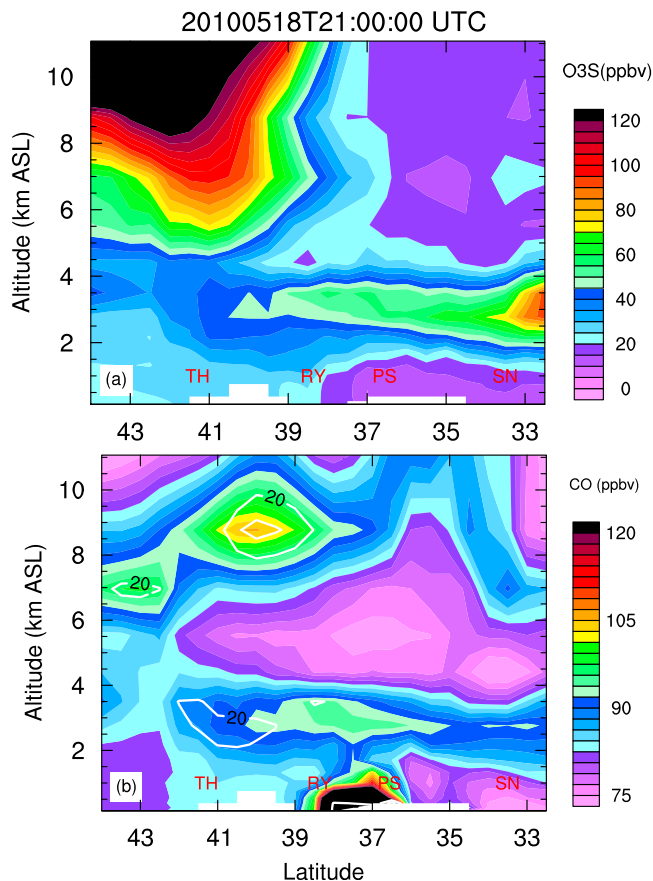 20100518T21:00:00 UTC
O3S(ppbv)
Altitude (km ASL)
10
8
6
4
2
120
100
80
60
40
20
0
(a)
TH
RY
PS
SN
43
41
39
37
35
33
CO (ppbv)
Altitude (km ASL)
10
8
6
4
2
20
20
20
120
105
90
75
(b)
TH
RY
PS
SN
43
41
39
37
35
33
Latitude